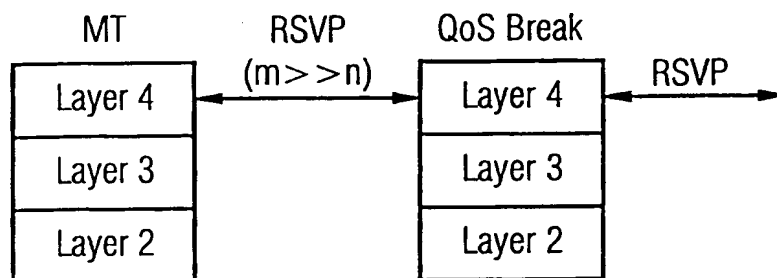 MT
RSVP
(m>>n)
QoS Break
RSVP
Layer 4
Layer 4
Layer 3
Layer 3
Layer 2
Layer 2